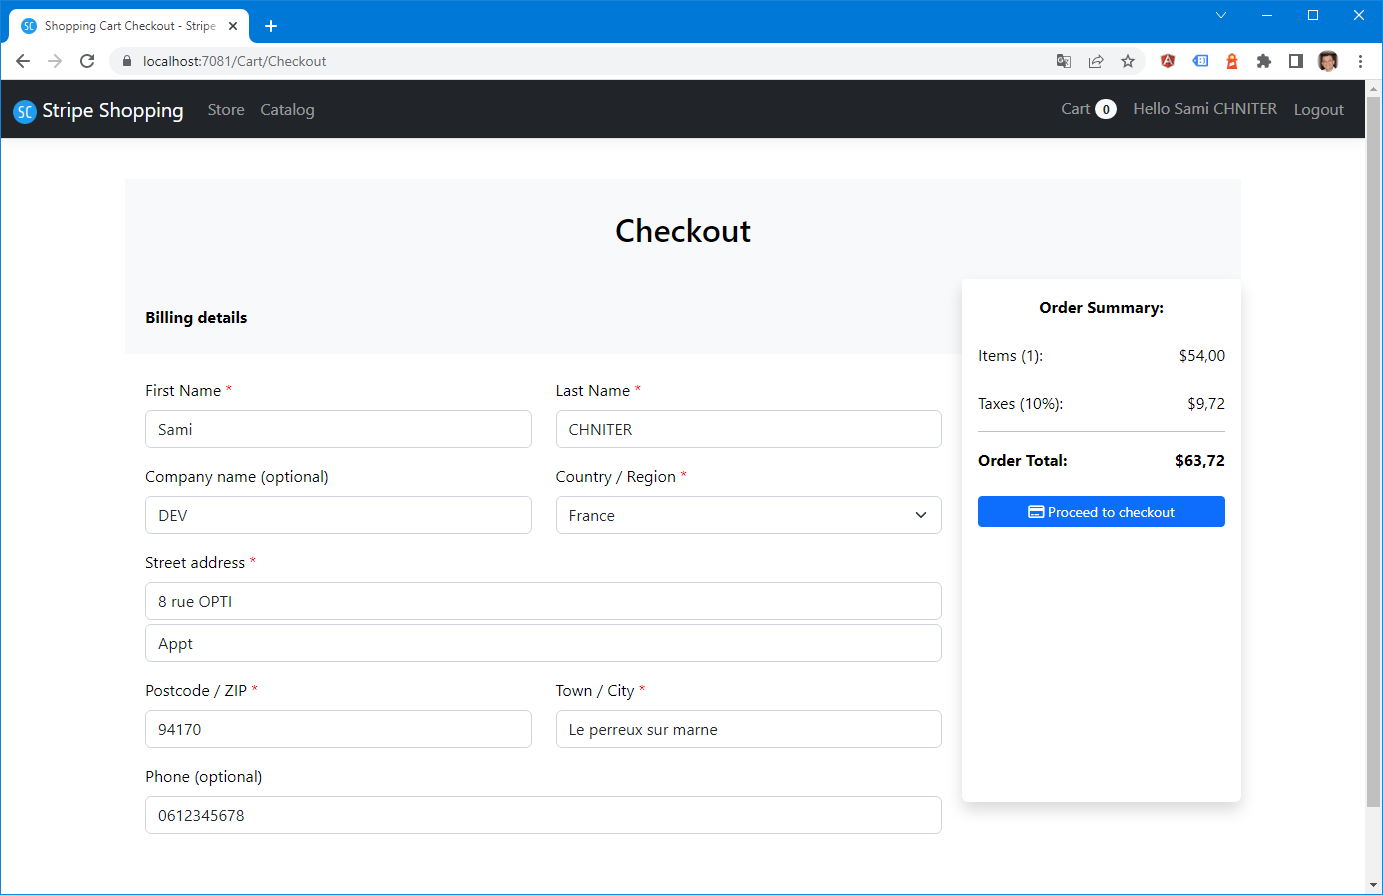 SC Shopping Cart Checkout - Stripe
localhost:7081/Cart/Checkout
SC Stripe Shopping Store Catalog Cart 0 Hello Sami CHNITER Logout
Checkout
Billing details
First Name * Last Name *
Sami CHNITER
Company name (optional) Country / Region *
DEV France
Street address *
8 rue OPTI
Appt
Postcode / ZIP * Town / City *
94170 Le perreux sur marne
Phone (optional)
0612345678
Order Summary:
Items (1): $54,00
Taxes (10%): $9,72
Order Total: $63,72
Proceed to checkout